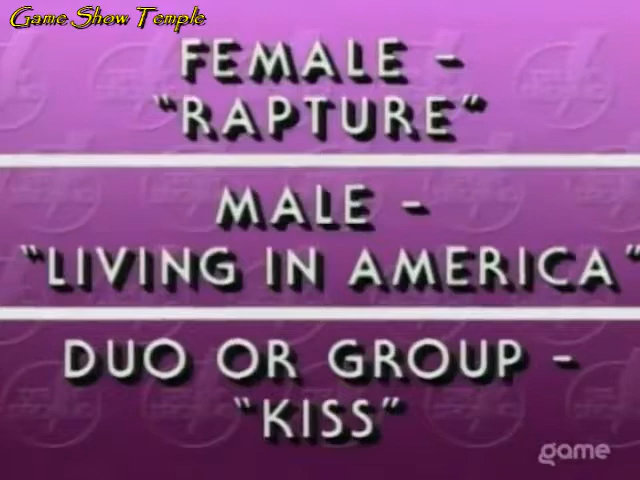 Game Show Temple
FEMALE -
"RAPTURE"
MALE -
"LIVING IN AMERICA"
DUO OR GROUP -
"KISS"
game